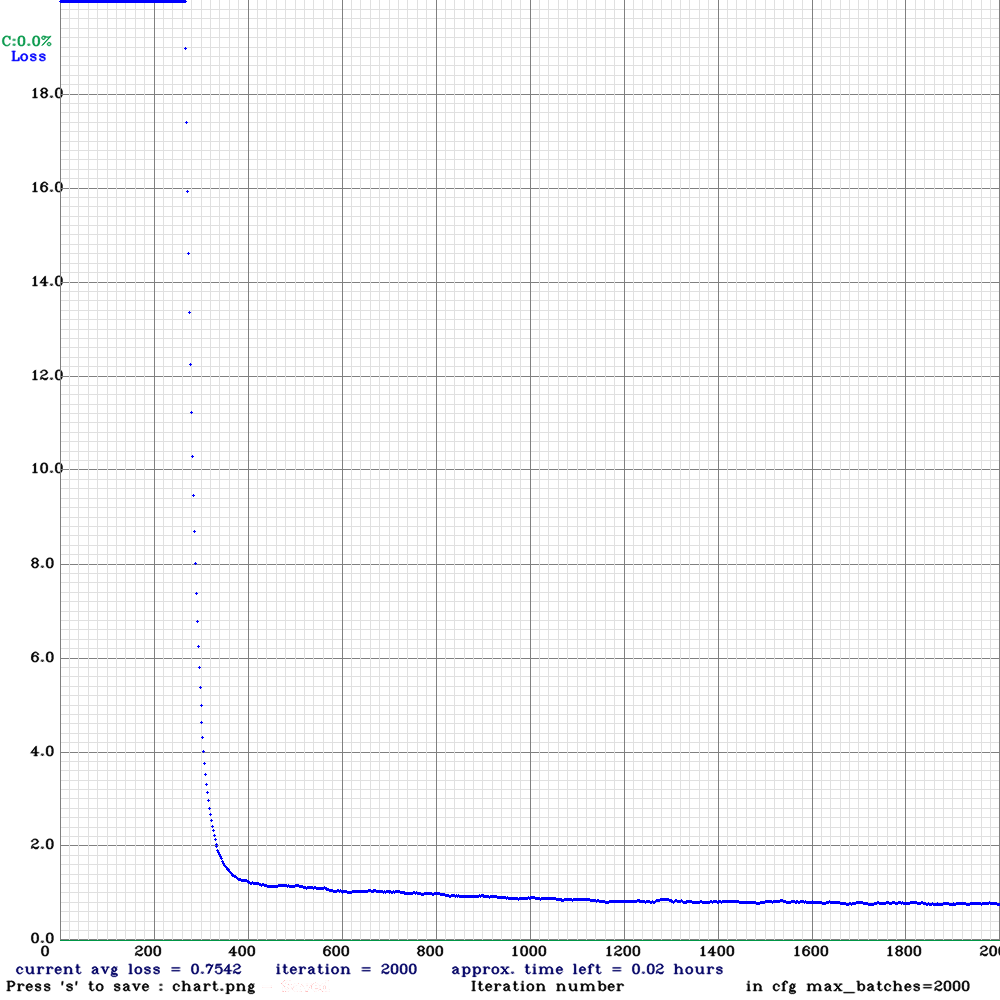 C:0.0%
Loss
18.0
16.0
14.0
12.0
10.0
8.0
6.0
4.0
2.0
0.0
0 200 400 600 800 1000 1200 1400 1600 1800 200
current avg loss = 0.7542 iteration = 2000 approx. time left = 0.02 hours
Press 's' to save : chart.png Iteration number in cfg max_batches=2000